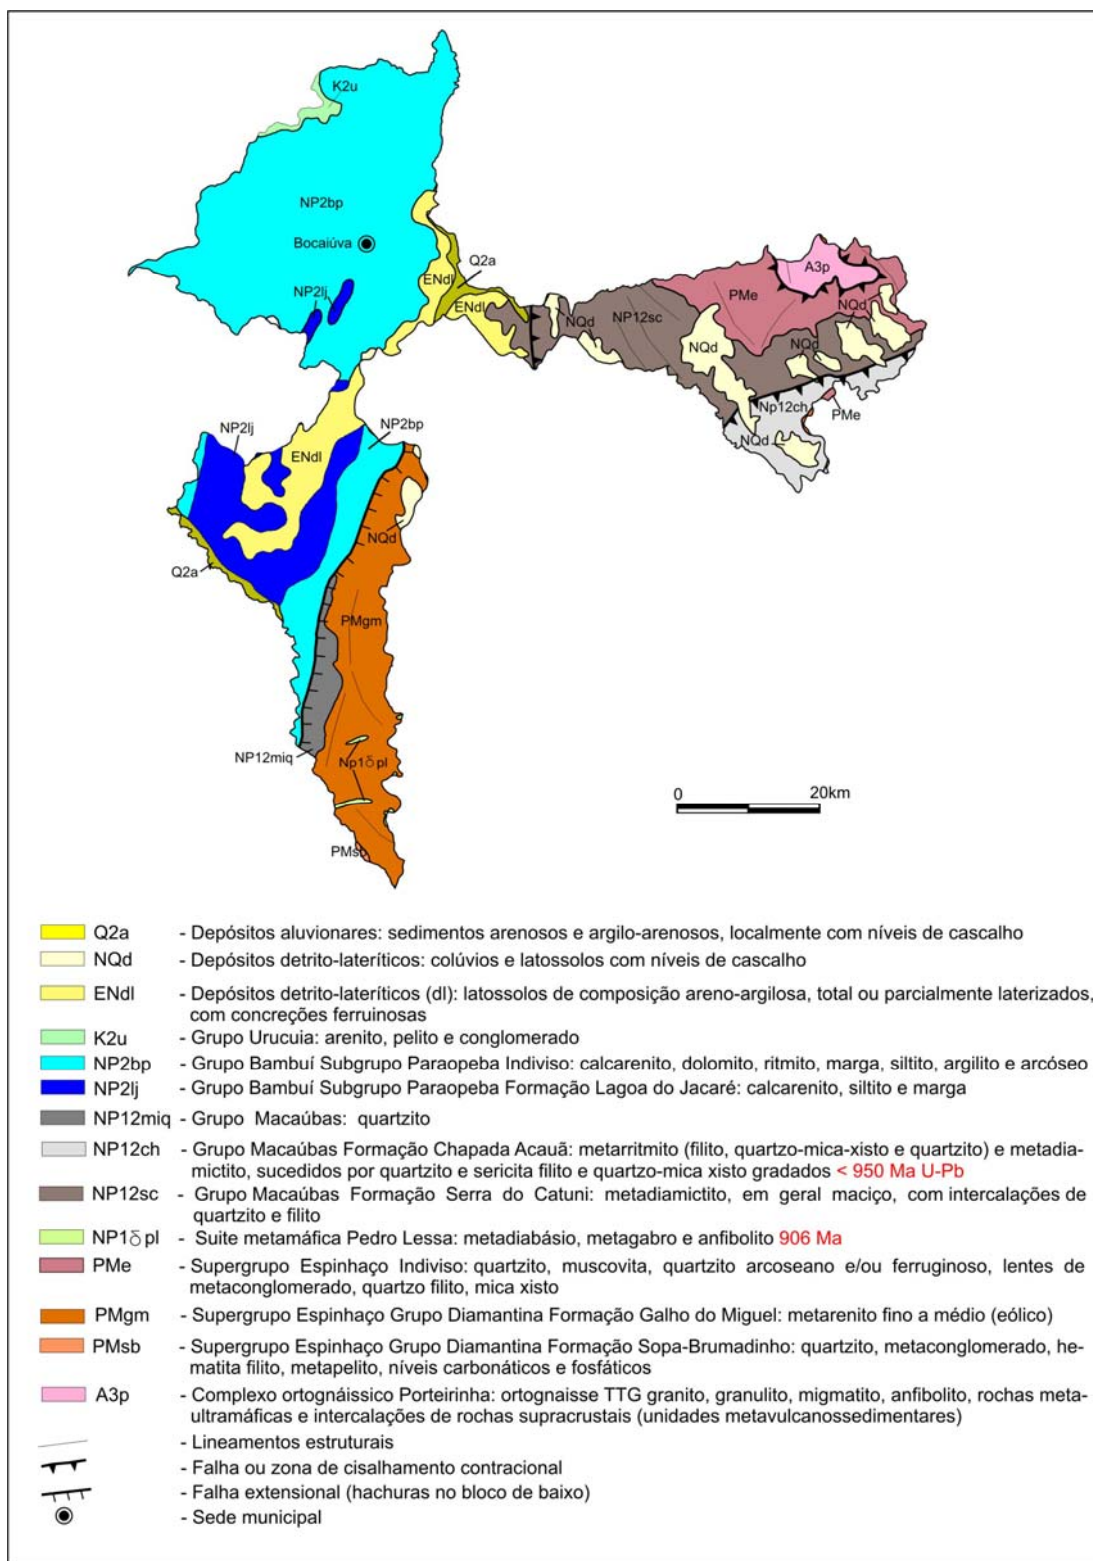 K2u
NP2bp
Bocaiúva
NP2lj
ENdl
Q2a
ENdl
NQd
NP12sc
PMe
A3p
NQd
NQd
NQd
Np12ch
PMe
NQd
NP2lj
NP2bp
ENdl
NQd
Q2a
PMgm
NP12miq
Np1δpl
PMsb
0 20km
Q2a - Depósitos aluvionares: sedimentos arenosos e argilo-arenosos, localmente com níveis de cascalho
NQd - Depósitos detrito-lateríticos: colúvios e latossolos com níveis de cascalho
ENdl - Depósitos detrito-lateríticos (dl): latossolos de composição areno-argilosa, total ou parcialmente laterizados,
com concreções ferruinosas
K2u - Grupo Urucuia: arenito, pelito e conglomerado
NP2bp - Grupo Bambuí Subgrupo Paraopeba Indiviso: calcarenito, dolomito, ritmito, marga, siltito, argilito e arcóseo
NP2lj - Grupo Bambuí Subgrupo Paraopeba Formação Lagoa do Jacaré: calcarenito, siltito e marga
NP12miq - Grupo Macaúbas: quartzito
NP12ch - Grupo Macaúbas Formação Chapada Acauã: metarritmito (filito, quartzo-mica-xisto e quartzito) e metadia-
mictito, sucedidos por quartzito e sericita filito e quartzo-mica xisto gradados < 950 Ma U-Pb
NP12sc - Grupo Macaúbas Formação Serra do Catuni: metadiamictito, em geral maciço, com intercalações de
quartzito e filito
NP1δpl - Suite metamáfica Pedro Lessa: metadiabásio, metagabro e anfibolito 906 Ma
PMe - Supergrupo Espinhaço Indiviso: quartzito, muscovita, quartzito arcoseano e/ou ferruginoso, lentes de
metaconglomerado, quartzo filito, mica xisto
PMgm - Supergrupo Espinhaço Grupo Diamantina Formação Galho do Miguel: metarenito fino a médio (eólico)
PMsb - Supergrupo Espinhaço Grupo Diamantina Formação Sopa-Brumadinho: quartzito, metaconglomerado, he-
matita filito, metapelito, níveis carbonáticos e fosfáticos
A3p - Complexo ortognáissico Porteirinha: ortognaisse TTG granito, granulito, migmatito, anfibolito, rochas meta-
ultramáficas e intercalações de rochas supracrustais (unidades metavulcanossedimentares)
- Lineamentos estruturais
- Falha ou zona de cisalhamento contracional
- Falha extensional (hachuras no bloco de baixo)
- Sede municipal